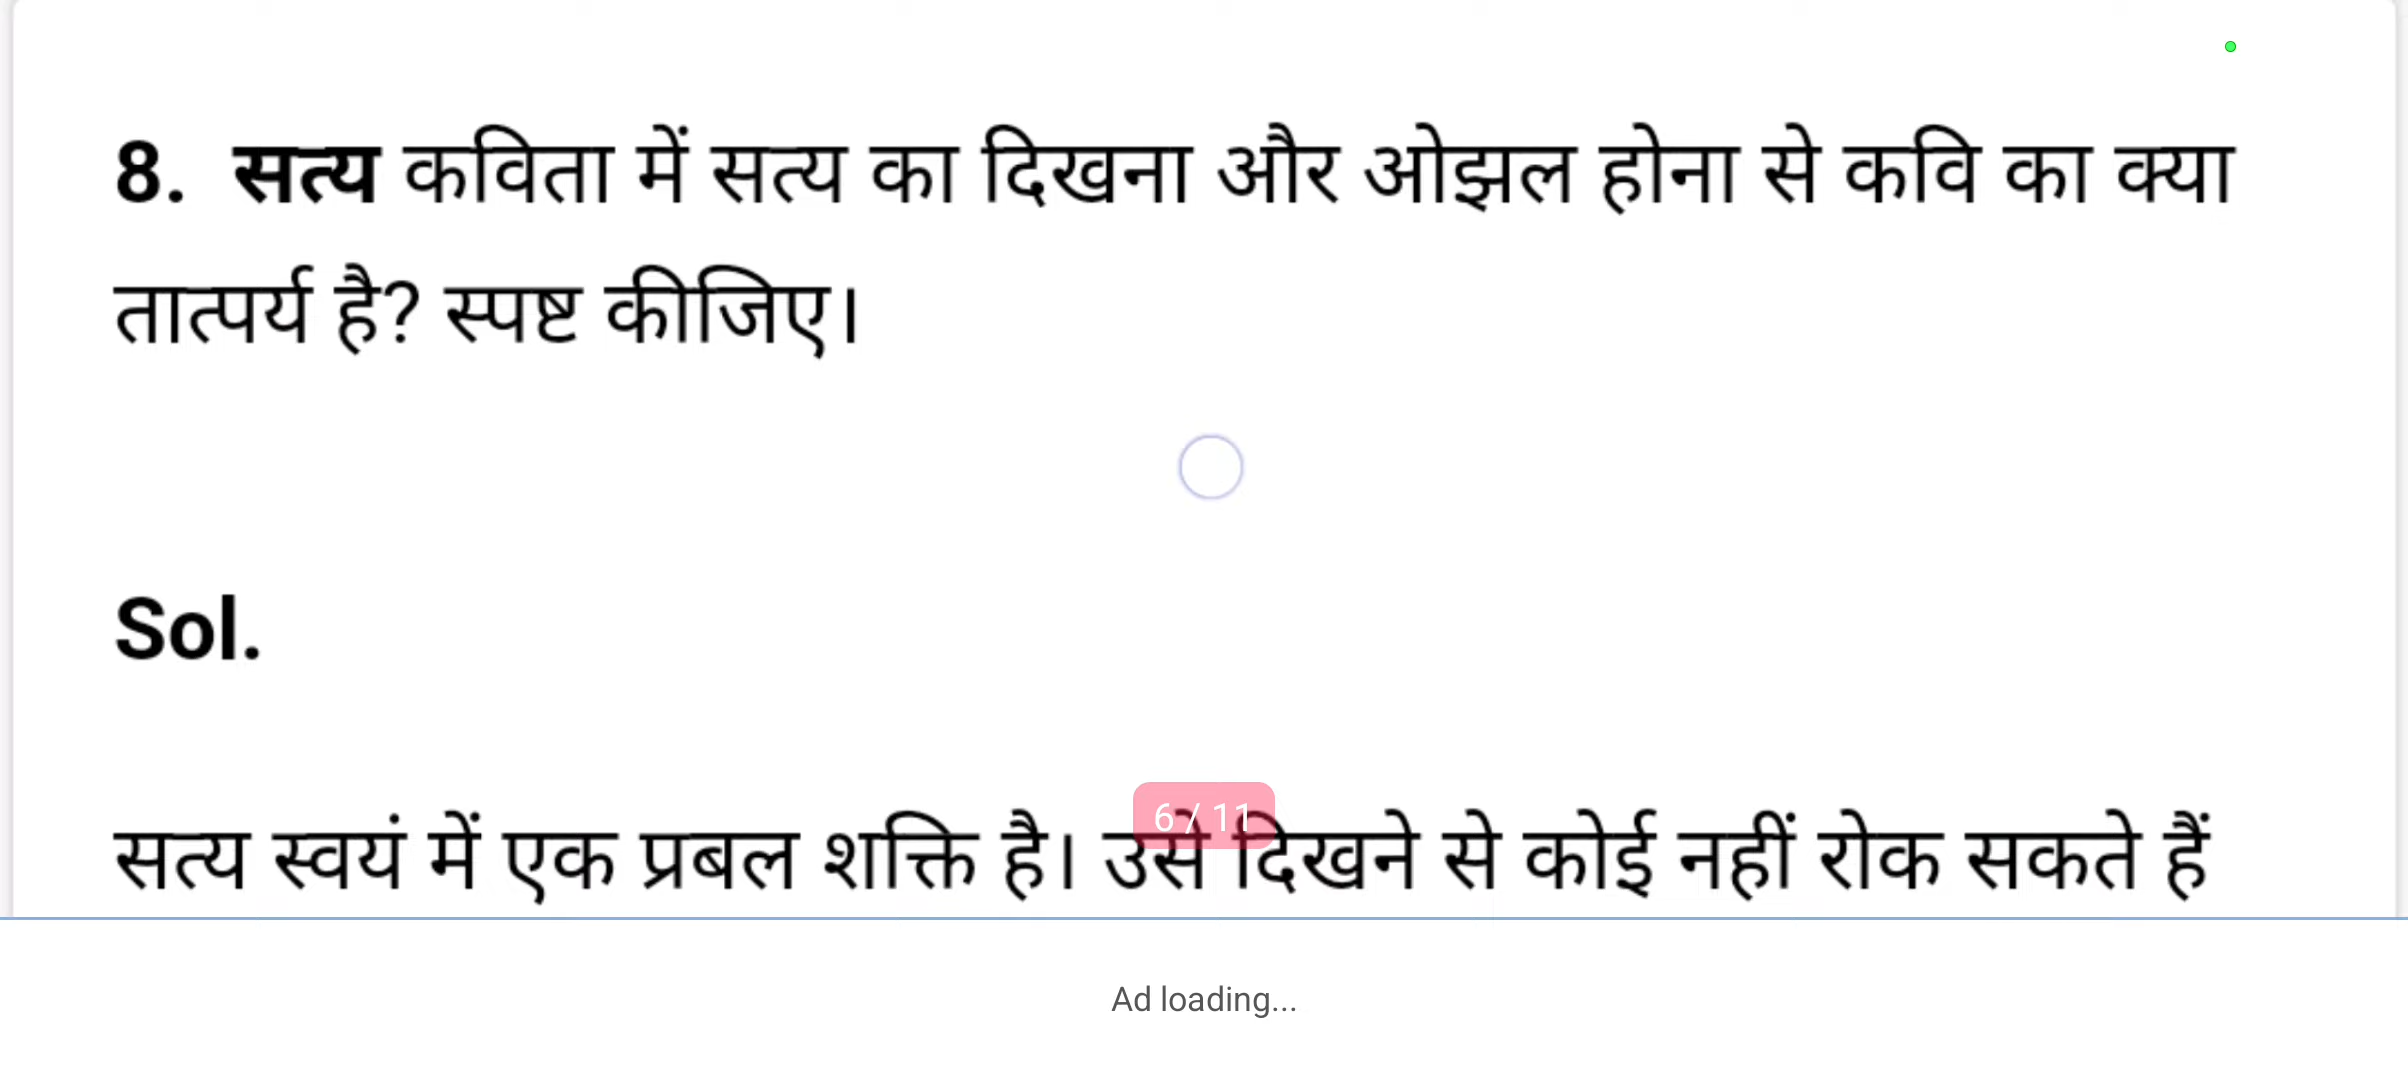 8. सत्य कविता में सत्य का दिखना और ओझल होना से कवि का क्या
तात्पर्य है? स्पष्ट कीजिए।
Sol.
6 / 11
सत्य स्वयं में एक प्रबल शक्ति है। उसे दिखने से कोई नहीं रोक सकते हैं
Ad loading...